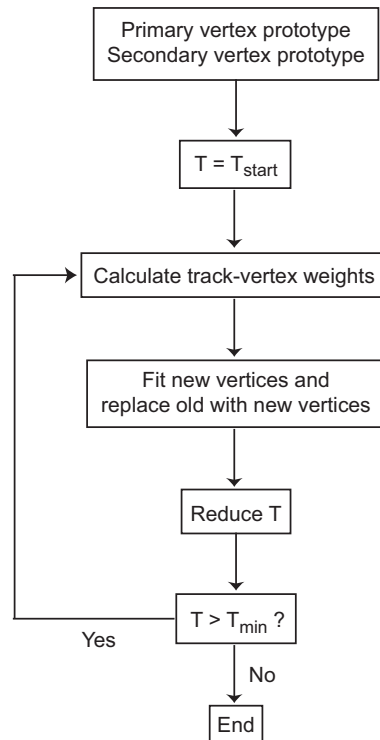 Primary vertex prototype
Secondary vertex prototype
T = Tstart
Calculate track-vertex weights
Fit new vertices and
replace old with new vertices
Reduce T
T > Tmin ?
Yes
No
End